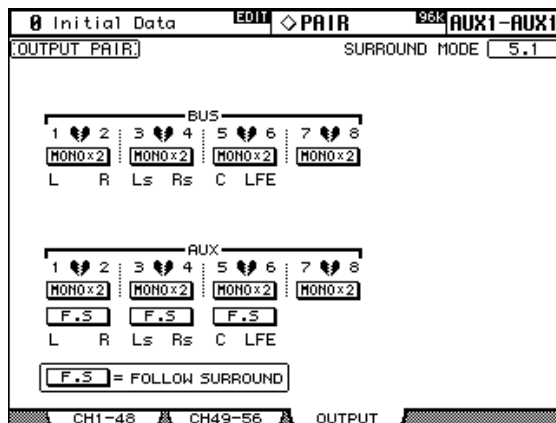 0 Initial Data EDIT ◇PAIR 96k AUX1-AUX1
OUTPUT PAIR SURROUND MODE 5.1
BUS
1 2 3 4 5 6 7 8
MONO×2 MONO×2 MONO×2 MONO×2
L R Ls Rs C LFE
AUX
1 2 3 4 5 6 7 8
MONO×2 MONO×2 MONO×2 MONO×2
F.S F.S F.S
L R Ls Rs C LFE
F.S = FOLLOW SURROUND
CH1-48 CH49-56 OUTPUT